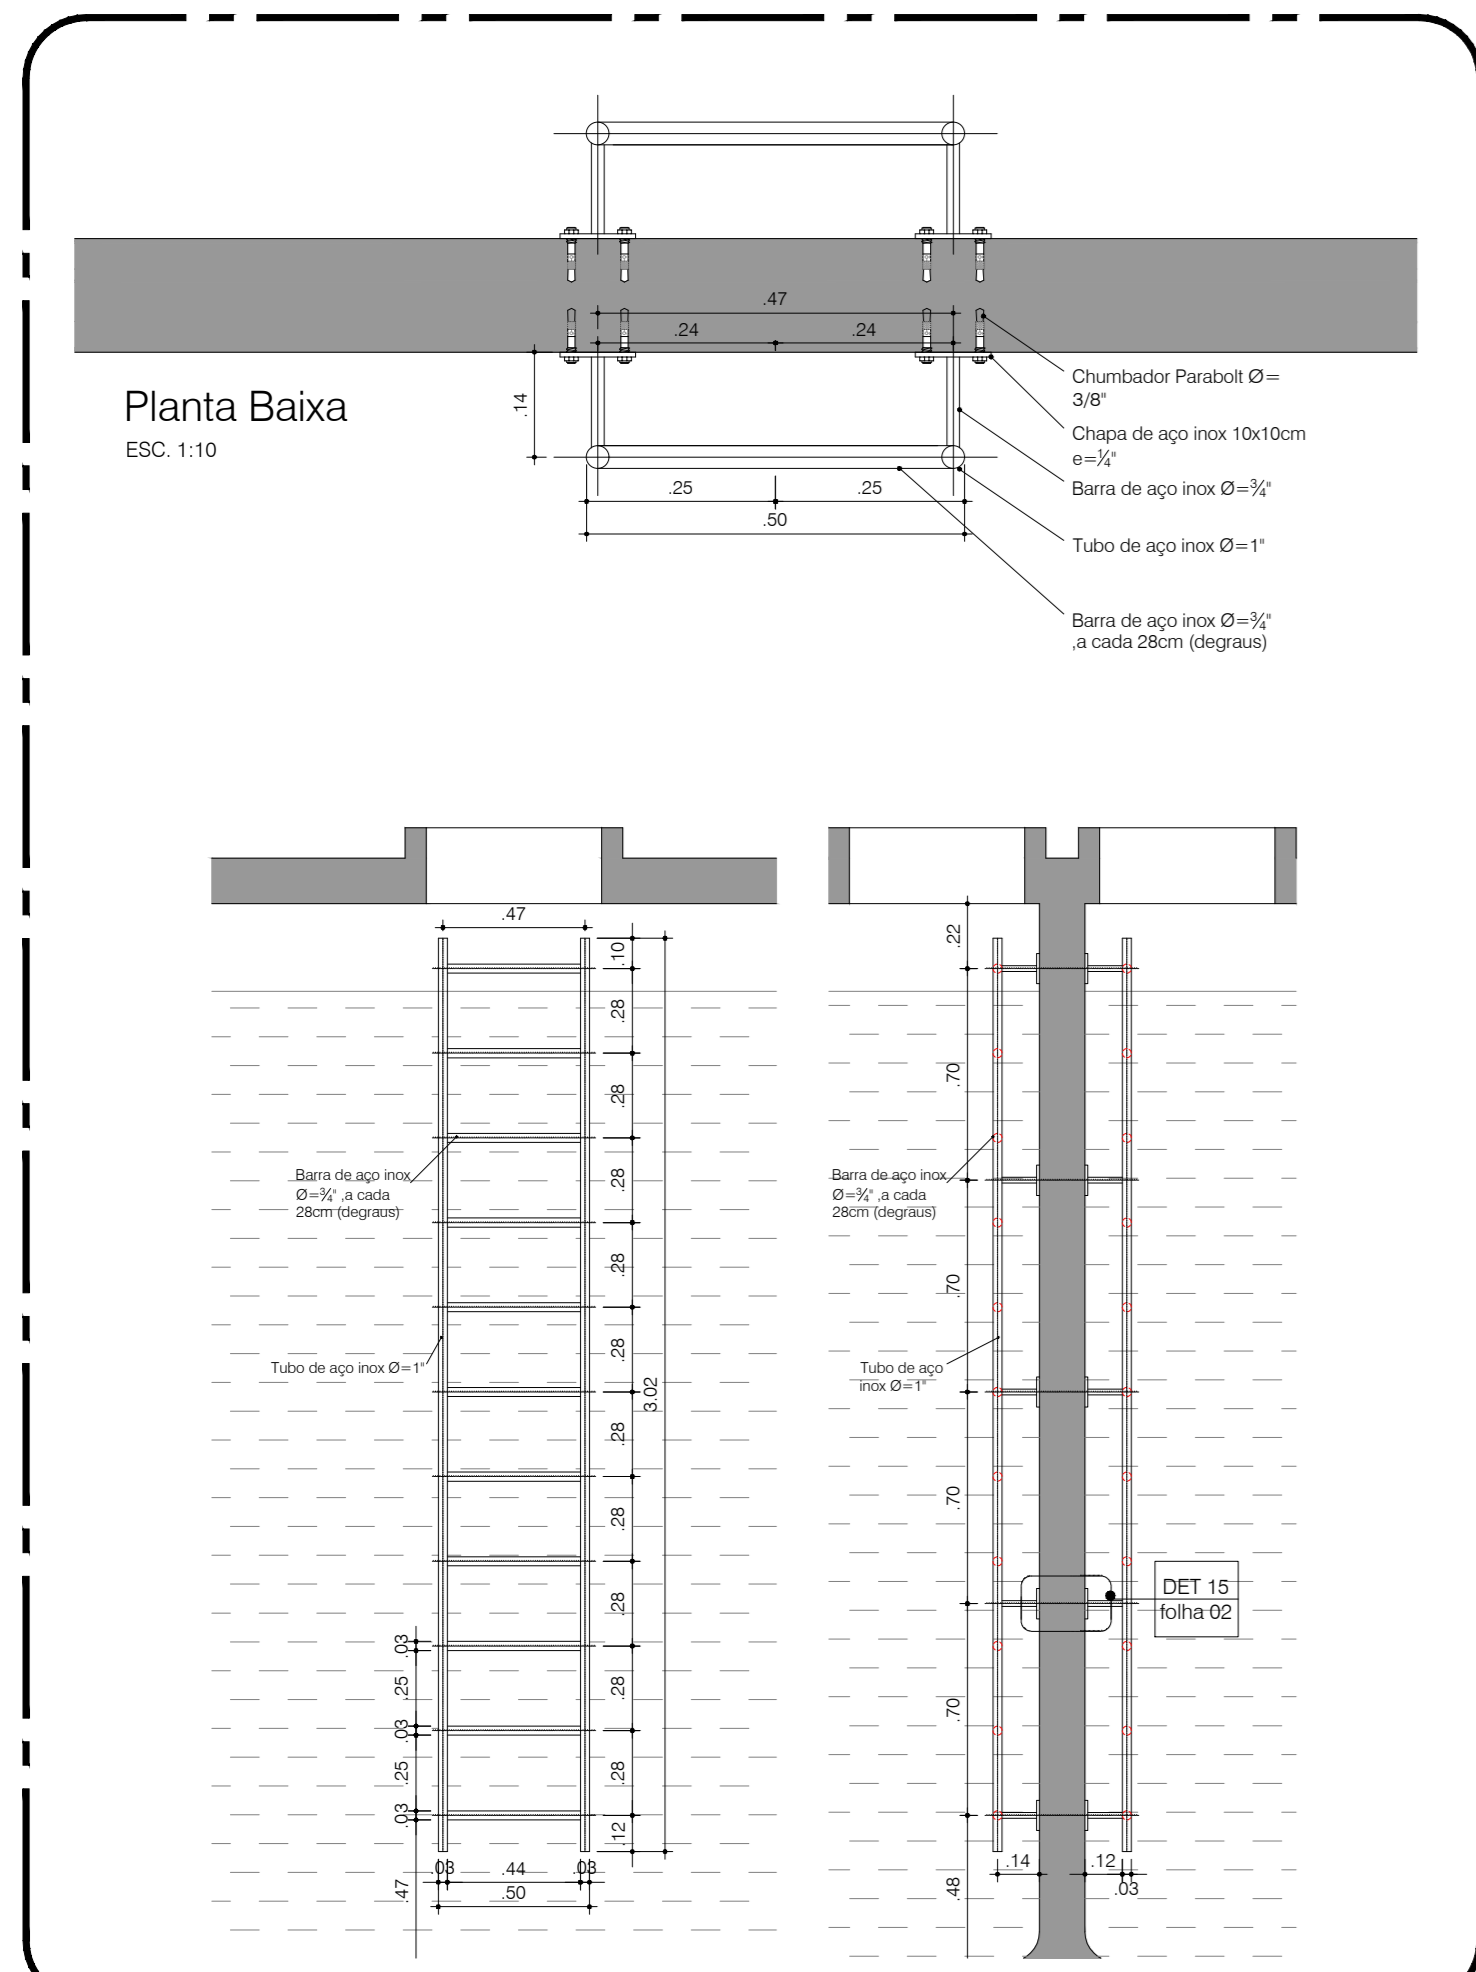 .47
.24 .24
.14
Planta Baixa
ESC. 1:10
.25 .25
.50
Chumbador Parabolt Ø=
3/8"
Chapa de aço inox 10x10cm
e=¼"
Barra de aço inox Ø=¾"
Tubo de aço inox Ø=1"
Barra de aço inox Ø=¾"
,a cada 28cm (degraus)
.47
.10
.28
.28
.28
.28
.28
.28
.28
.28
.28
.28
.12
3.02
Barra de aço inox
Ø=¾" ,a cada
28cm (degraus)
Tubo de aço inox Ø=1"
.03
.25
.03
.25
.03
.47
.03 .44 .03
.50
.22
.70
.70
.70
.70
.48
Barra de aço inox
Ø=¾" ,a cada
28cm (degraus)
Tubo de aço
inox Ø=1"
DET 15
folha 02
.14 .12
.03